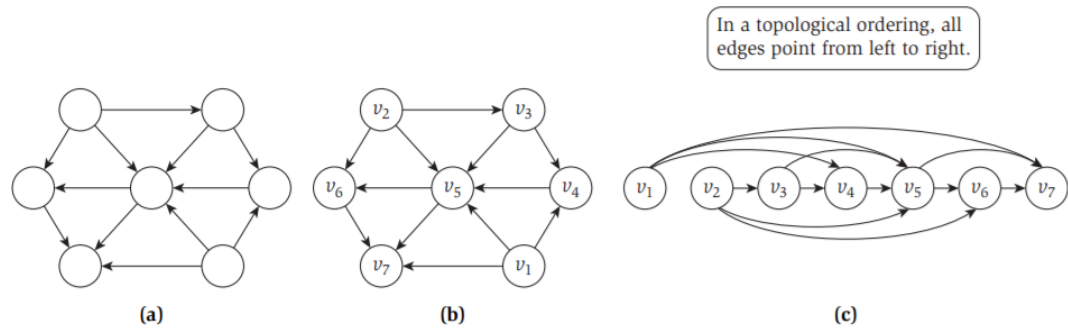 In a topological ordering, all
edges point from left to right.
v₂ v₃
v₆ v₅ v₄
v₇ v₁
v₁ v₂ v₃ v₄ v₅ v₆ v₇
(a) (b) (c)